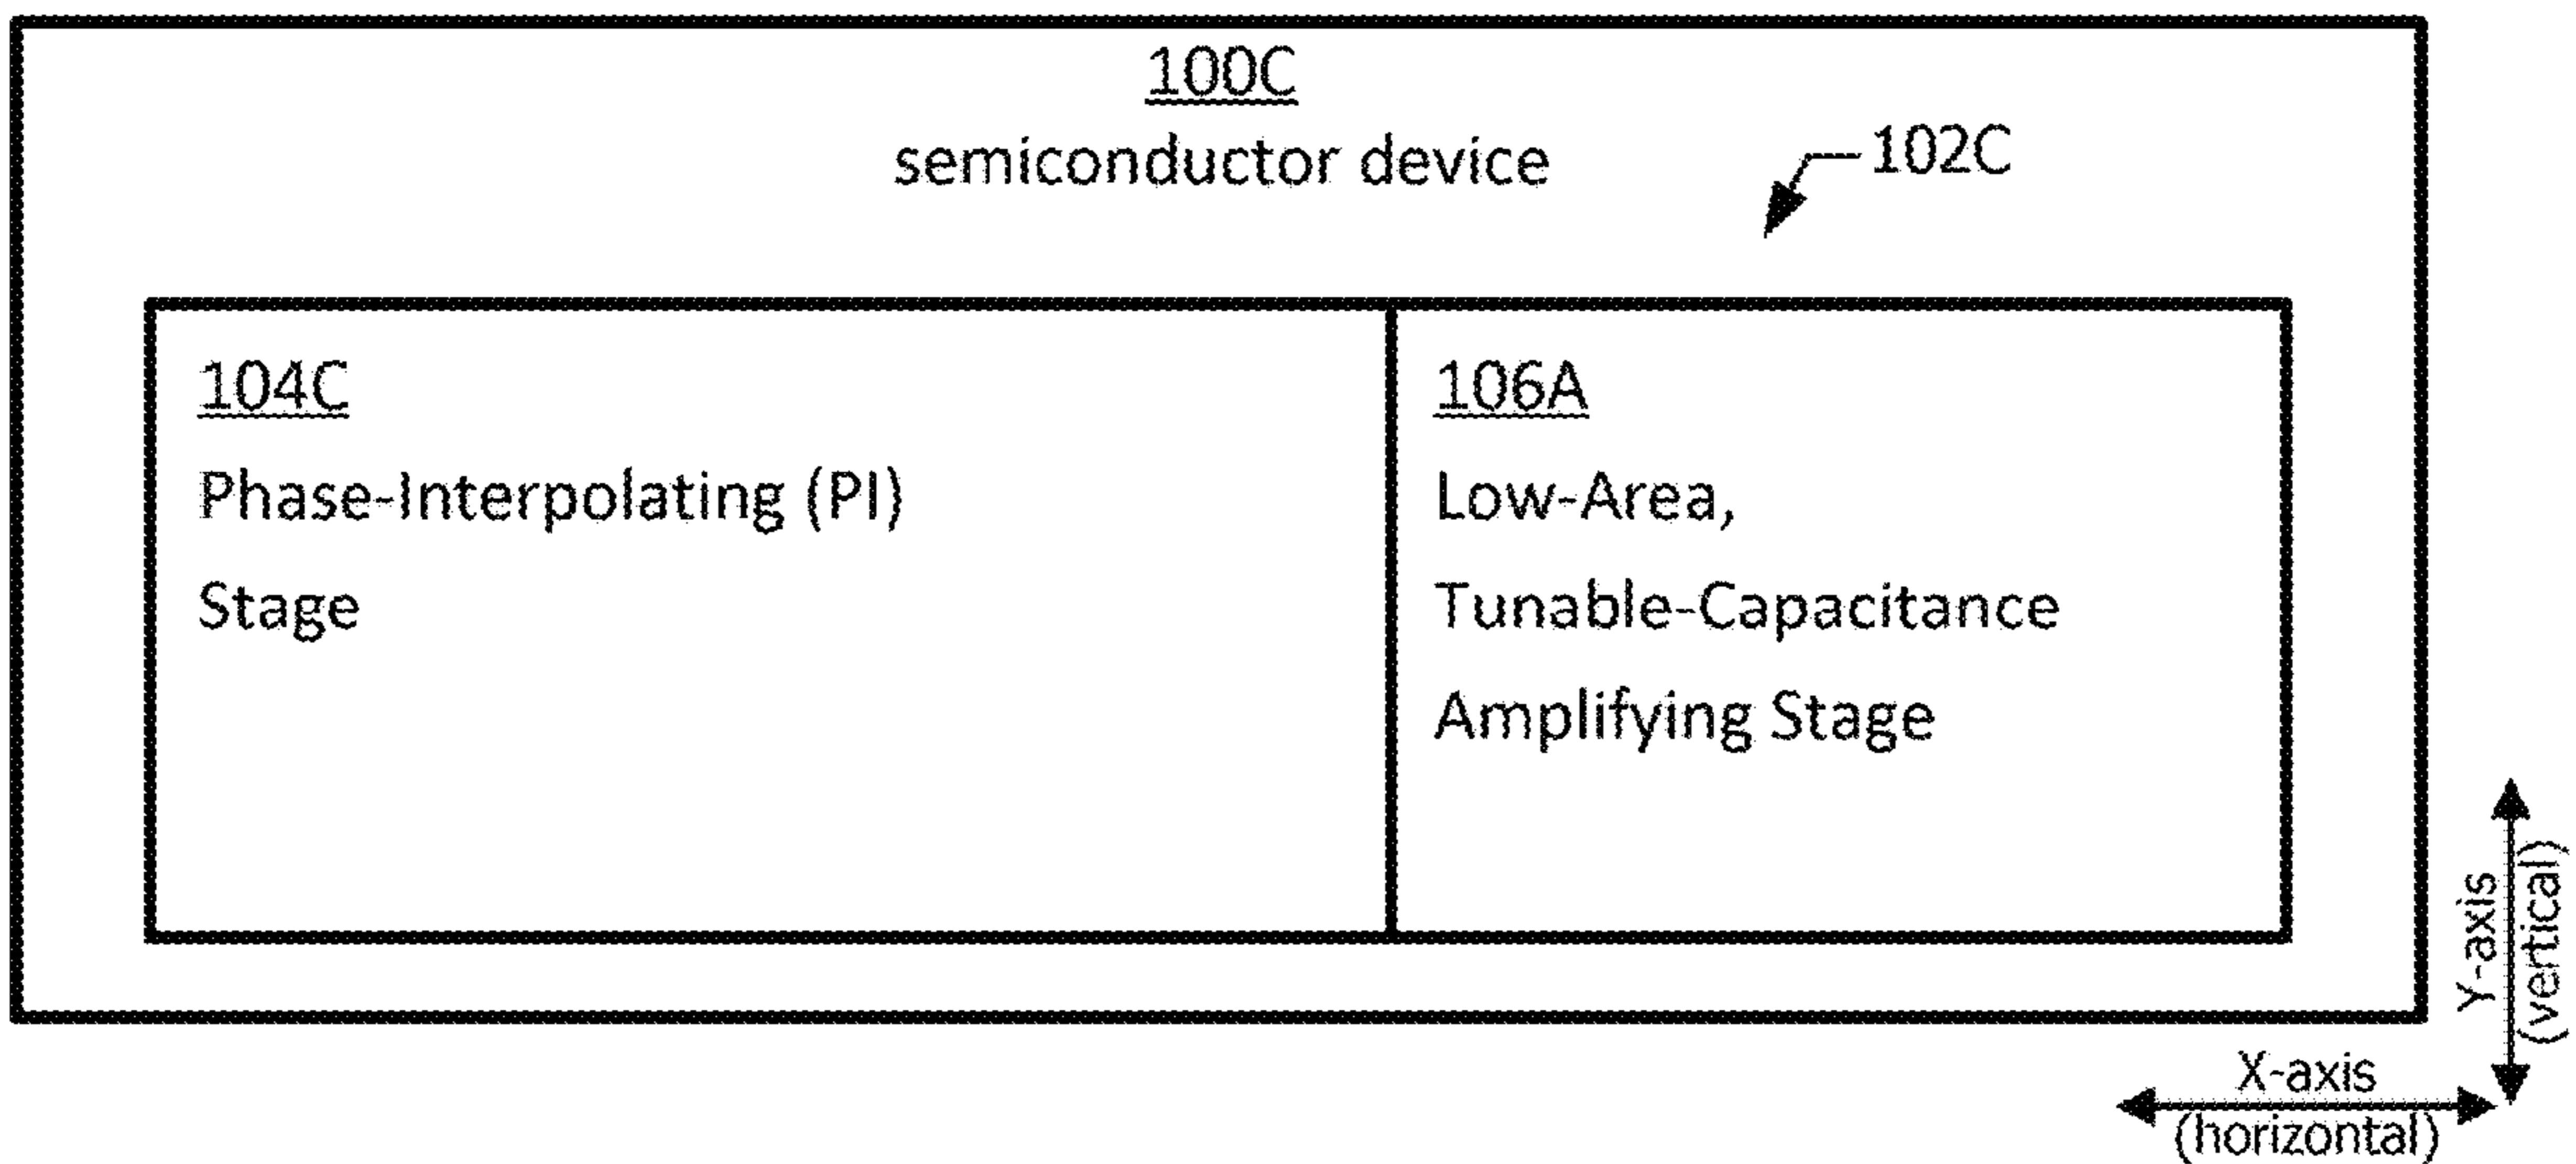 100C
semiconductor device
102C
104C
Phase-Interpolating (PI)
Stage
106A
Low-Area,
Tunable-Capacitance
Amplifying Stage
Y-axis
(vertical)
X-axis
(horizontal)